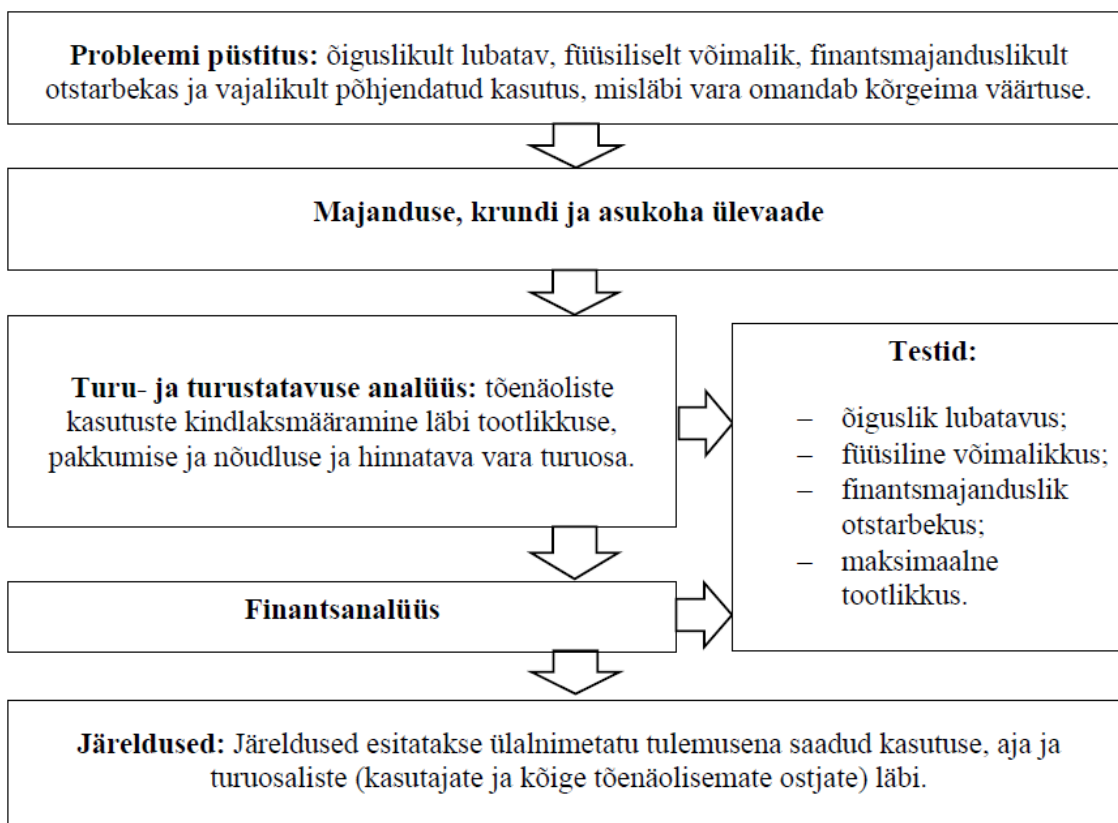 Probleemi püstitus: õiguslikult lubatav, füüsiliselt võimalik, finantsmajanduslikult
otstarbekas ja vajalikult põhjendatud kasutus, misläbi vara omandab kõrgeima väärtuse.
Majanduse, krundi ja asukoha ülevaade
Turu- ja turustatavuse analüüs: tõenäoliste
kasutuste kindlaksmääramine läbi tootlikkuse,
pakkumise ja nõudluse ja hinnatava vara turuosa.
Testid:
– õiguslik lubatavus;
– füüsiline võimalikkus;
– finantsmajanduslik
otstarbekus;
– maksimaalne
tootlikkus.
Finantsanalüüs
Järeldused: Järeldused esitatakse ülalnimetatu tulemusena saadud kasutuse, aja ja
turuosaliste (kasutajate ja kõige tõenäolisemate ostjate) läbi.